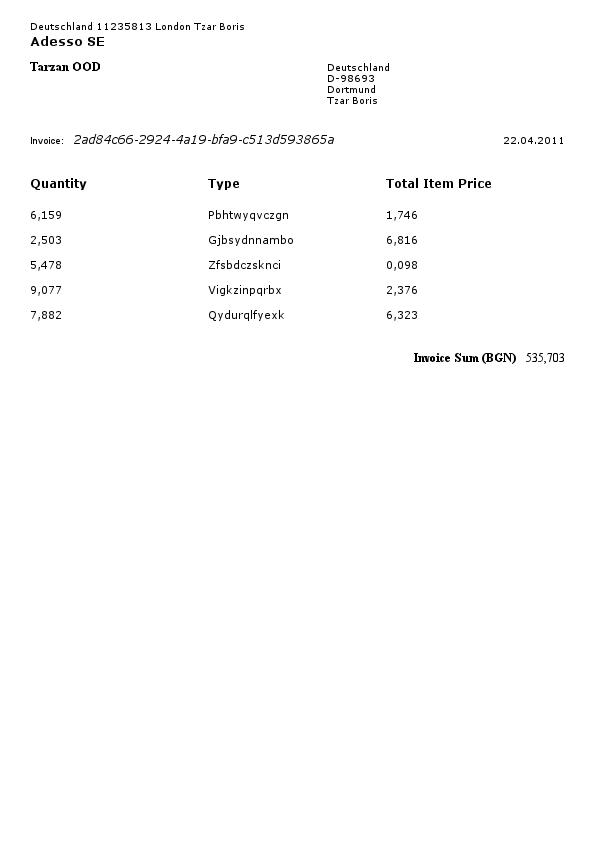 Deutschland 11235813 London Tzar Boris
Adesso SE
Tarzan OOD
Deutschland
D-98693
Dortmund
Tzar Boris
Invoice: 2ad84c66-2924-4a19-bfa9-c513d593865a 22.04.2011
Quantity Type Total Item Price
6,159 Pbhtwyqvczgn 1,746
2,503 Gjbsydnnambo 6,816
5,478 Zfsbdczsknci 0,098
9,077 Vigkzinpqrbx 2,376
7,882 Qydurqlfyexk 6,323
Invoice Sum (BGN) 535,703